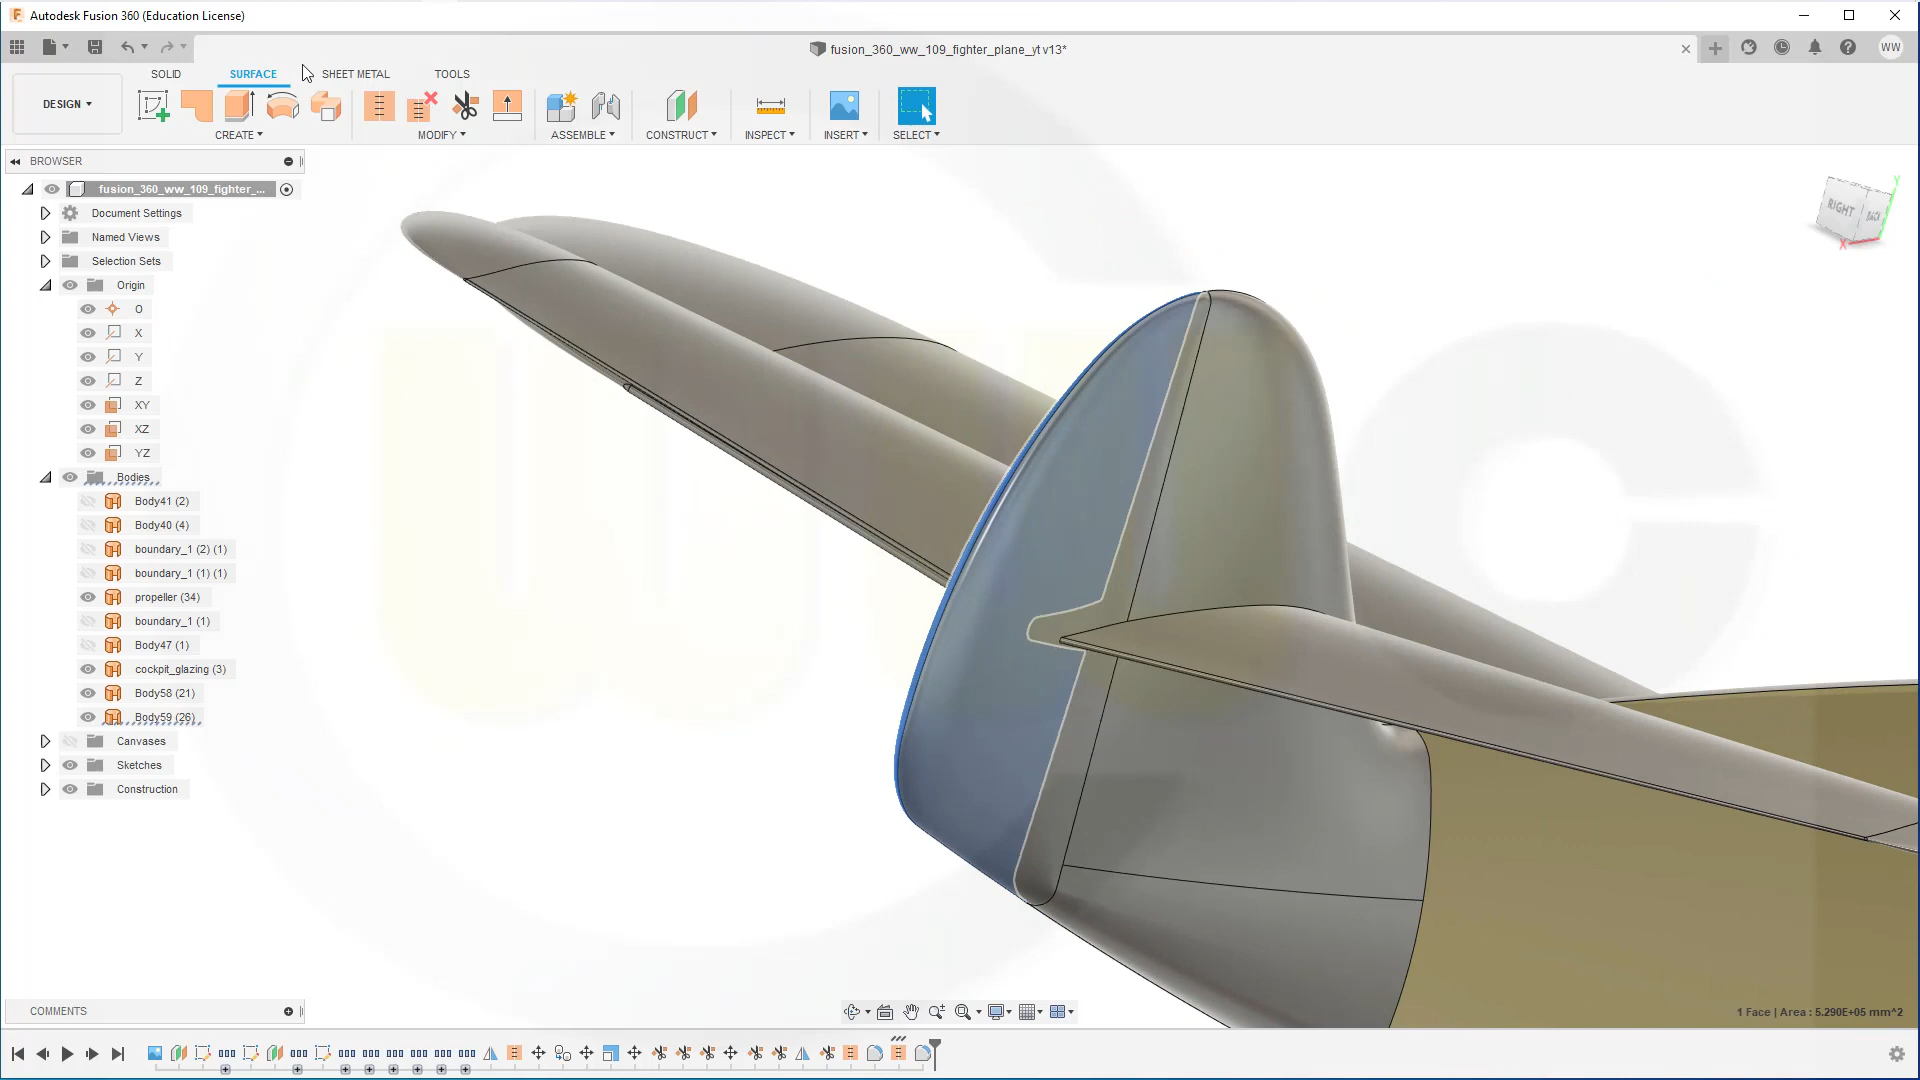 Autodesk Fusion 360 (Education License)
fusion_360_ww_109_fighter_plane_yt v13*
WW
SOLID SURFACE SHEET METAL TOOLS
DESIGN
CREATE MODIFY ASSEMBLE CONSTRUCT INSPECT INSERT SELECT
BROWSER
fusion_360_ww_109_fighter_...
Document Settings
Named Views
Selection Sets
Origin
O
X
Y
Z
XY
XZ
YZ
Bodies
Body41 (2)
Body40 (4)
boundary_1 (2) (1)
boundary_1 (1) (1)
propeller (34)
boundary_1 (1)
Body47 (1)
cockpit_glazing (3)
Body58 (21)
Body59 (26)
Canvases
Sketches
Construction
RIGHT BACK
Y
X
COMMENTS
1 Face | Area : 5.290E+05 mm^2